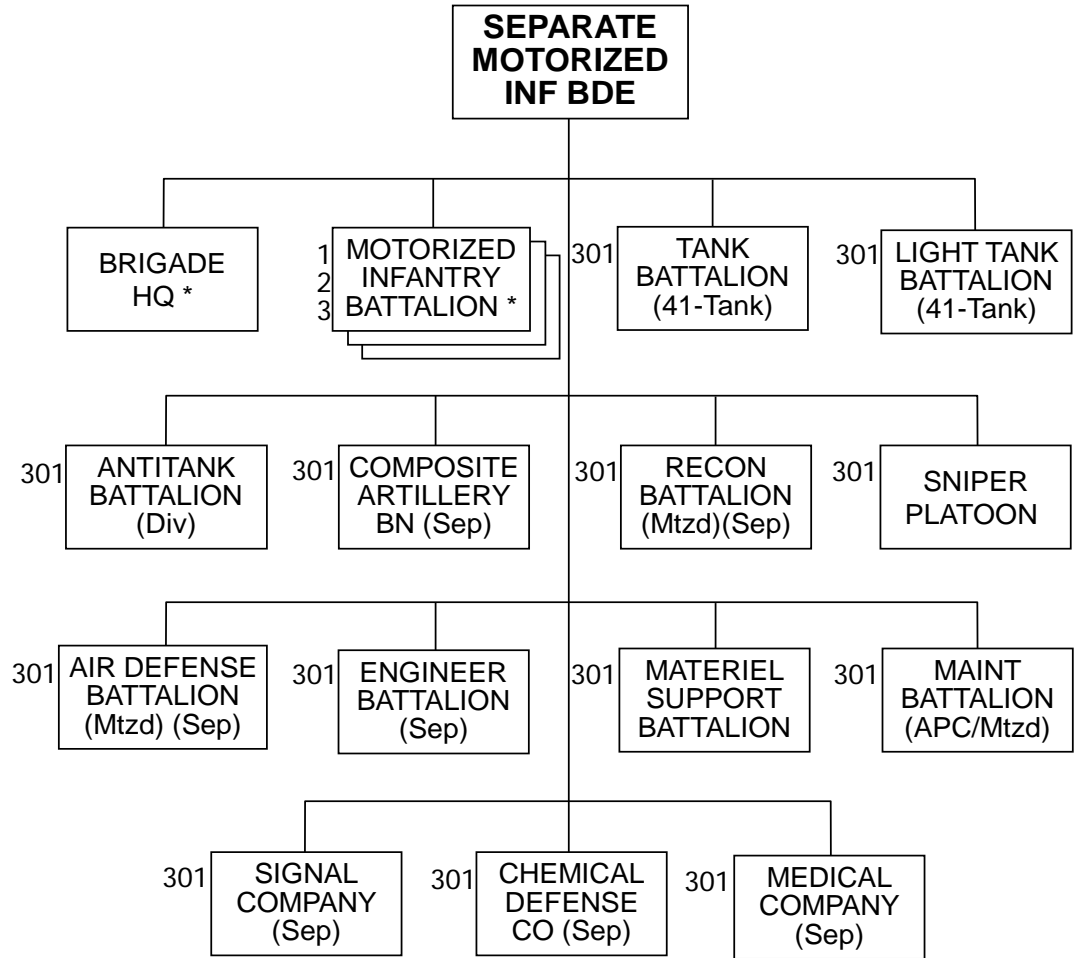 SEPARATE
MOTORIZED
INF BDE
BRIGADE
HQ *
1
2
3
MOTORIZED
INFANTRY
BATTALION *
301
TANK
BATTALION
(41-Tank)
301
LIGHT TANK
BATTALION
(41-Tank)
301
ANTITANK
BATTALION
(Div)
301
COMPOSITE
ARTILLERY
BN (Sep)
301
RECON
BATTALION
(Mtzd)(Sep)
301
SNIPER
PLATOON
301
AIR DEFENSE
BATTALION
(Mtzd) (Sep)
301
ENGINEER
BATTALION
(Sep)
301
MATERIEL
SUPPORT
BATTALION
301
MAINT
BATTALION
(APC/Mtzd)
301
SIGNAL
COMPANY
(Sep)
301
CHEMICAL
DEFENSE
CO (Sep)
301
MEDICAL
COMPANY
(Sep)